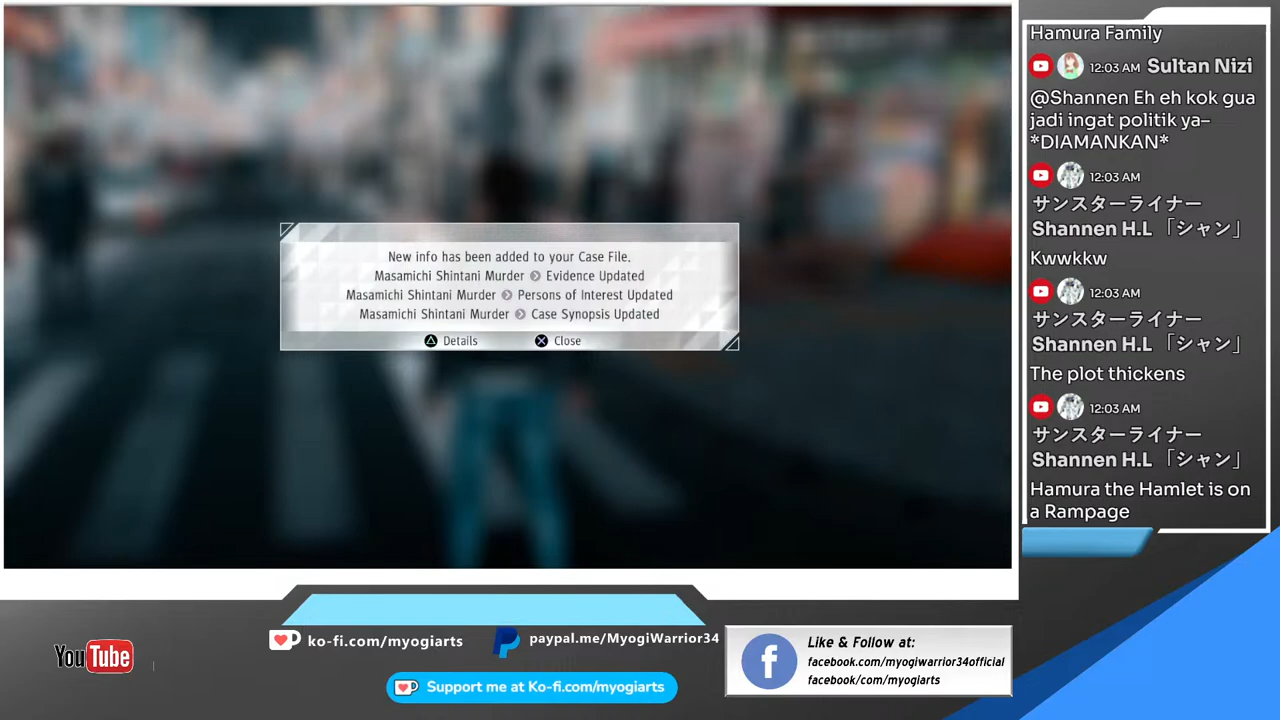 New info has been added to your Case File.
Masamichi Shintani Murder Evidence Updated
Masamichi Shintani Murder Persons of Interest Updated
Masamichi Shintani Murder Case Synopsis Updated
Details Close
Hamura Family
12:03 AM Sultan Nizi
@Shannen Eh eh kok gua
jadi ingat politik ya–
*DIAMANKAN*
12:03 AM
サンスターライナー
Shannen H.L「シャン」
Kwwkkw
12:03 AM
サンスターライナー
Shannen H.L「シャン」
The plot thickens
12:03 AM
サンスターライナー
Shannen H.L「シャン」
Hamura the Hamlet is on
a Rampage
YouTube
ko-fi.com/myogiarts
paypal.me/MyogiWarrior34
Support me at Ko-fi.com/myogiarts
Like & Follow at:
facebook.com/myogiwarrior34official
facebook/com/myogiarts